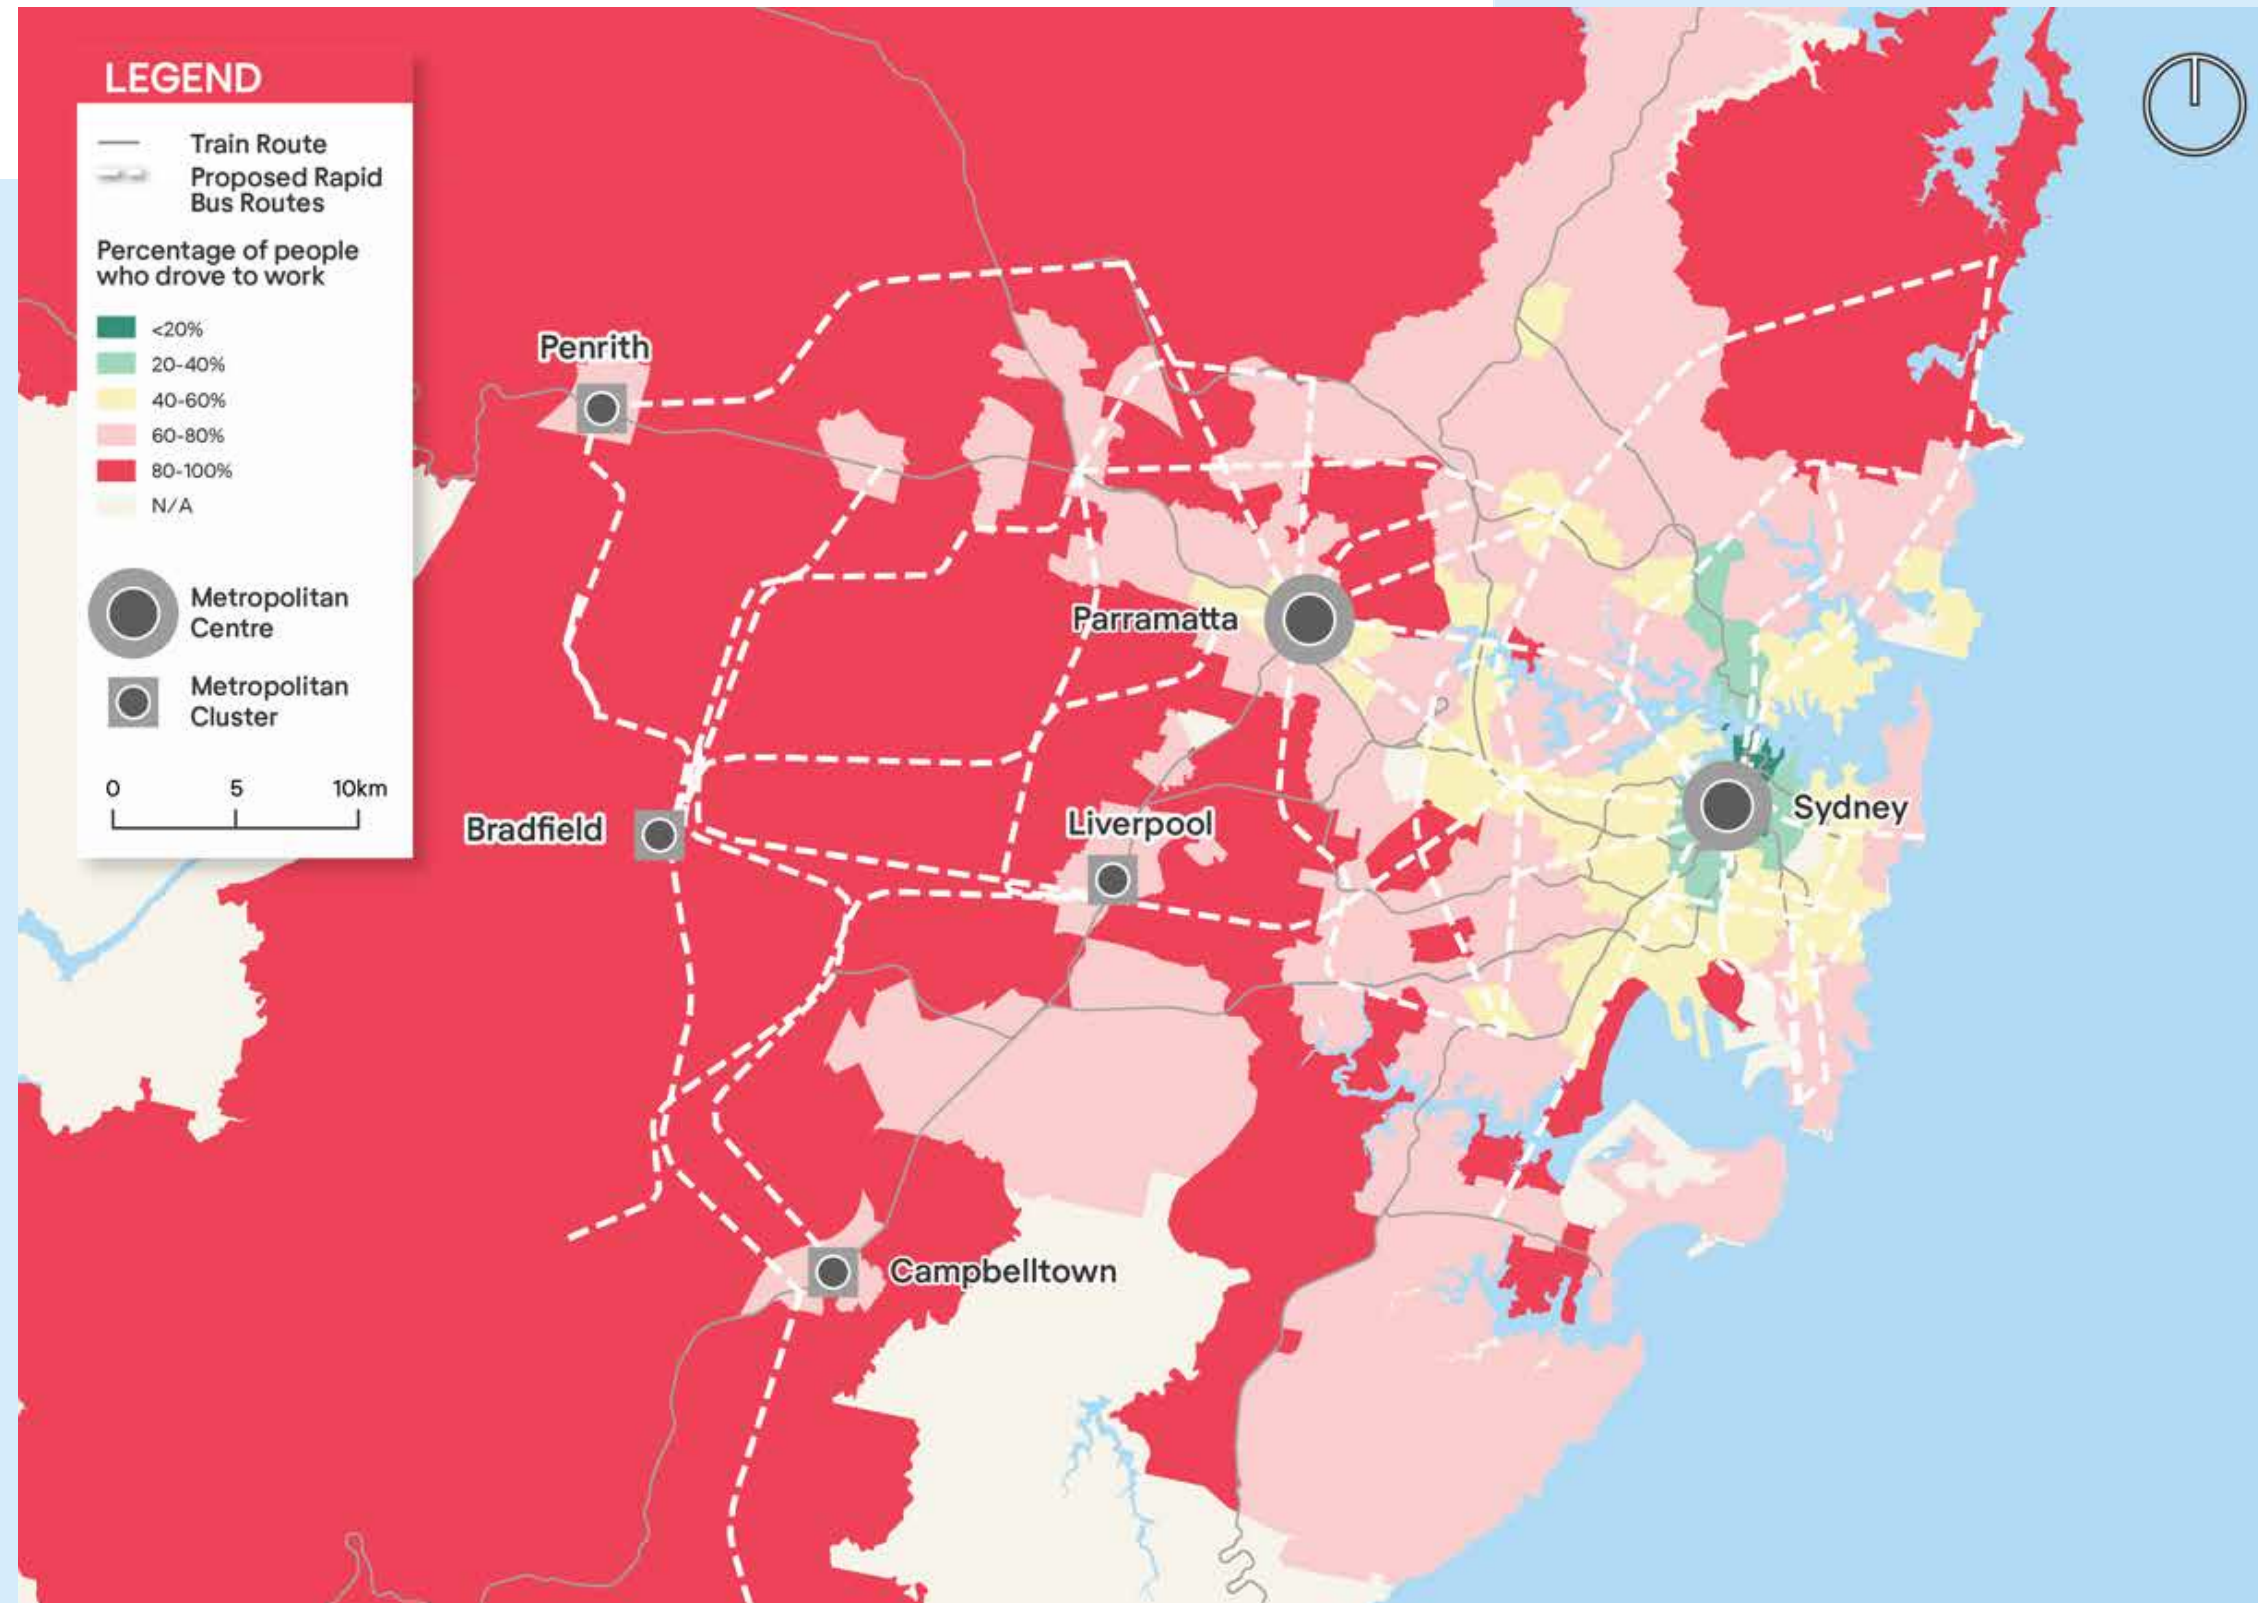 LEGEND
Train Route
Proposed Rapid
Bus Routes
Percentage of people
who drove to work
<20%
20-40%
40-60%
60-80%
80-100%
N/A
Metropolitan
Centre
Metropolitan
Cluster
0 5 10km
Penrith
Parramatta
Bradfield
Liverpool
Sydney
Campbelltown